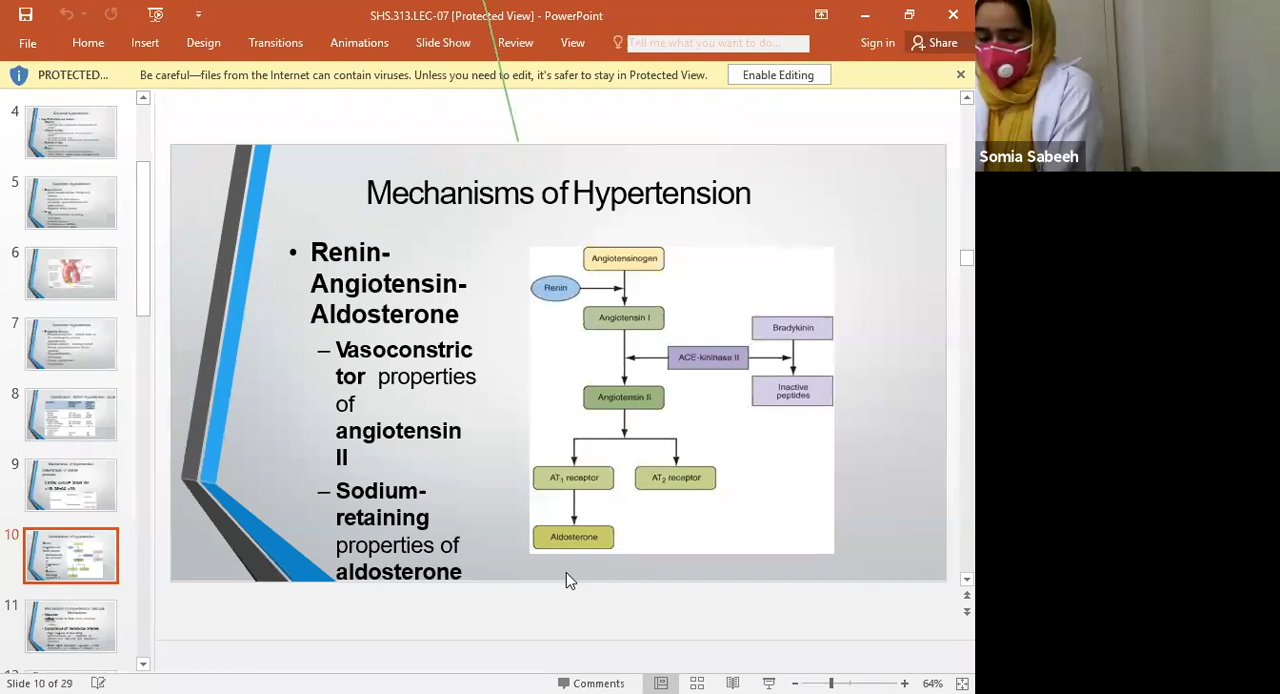 SHS.313.LEC-07 [Protected View] - PowerPoint
File Home Insert Design Transitions Animations Slide Show Review View Tell me what you want to do... Sign in Share
PROTECTED... Be careful—files from the Internet can contain viruses. Unless you need to edit, it's safer to stay in Protected View. Enable Editing
Somia Sabeeh
4
5
6
7
8
9
10
11
Mechanisms of Hypertension
• Renin-
Angiotensin-
Aldosterone
– Vasoconstric
tor properties
of
angiotensin
II
– Sodium-
retaining
properties of
aldosterone
Angiotensinogen
Renin
Angiotensin I
Bradykinin
ACE-kininase II
Inactive
peptides
Angiotensin II
AT1 receptor
AT2 receptor
Aldosterone
Slide 10 of 29
Comments
64%